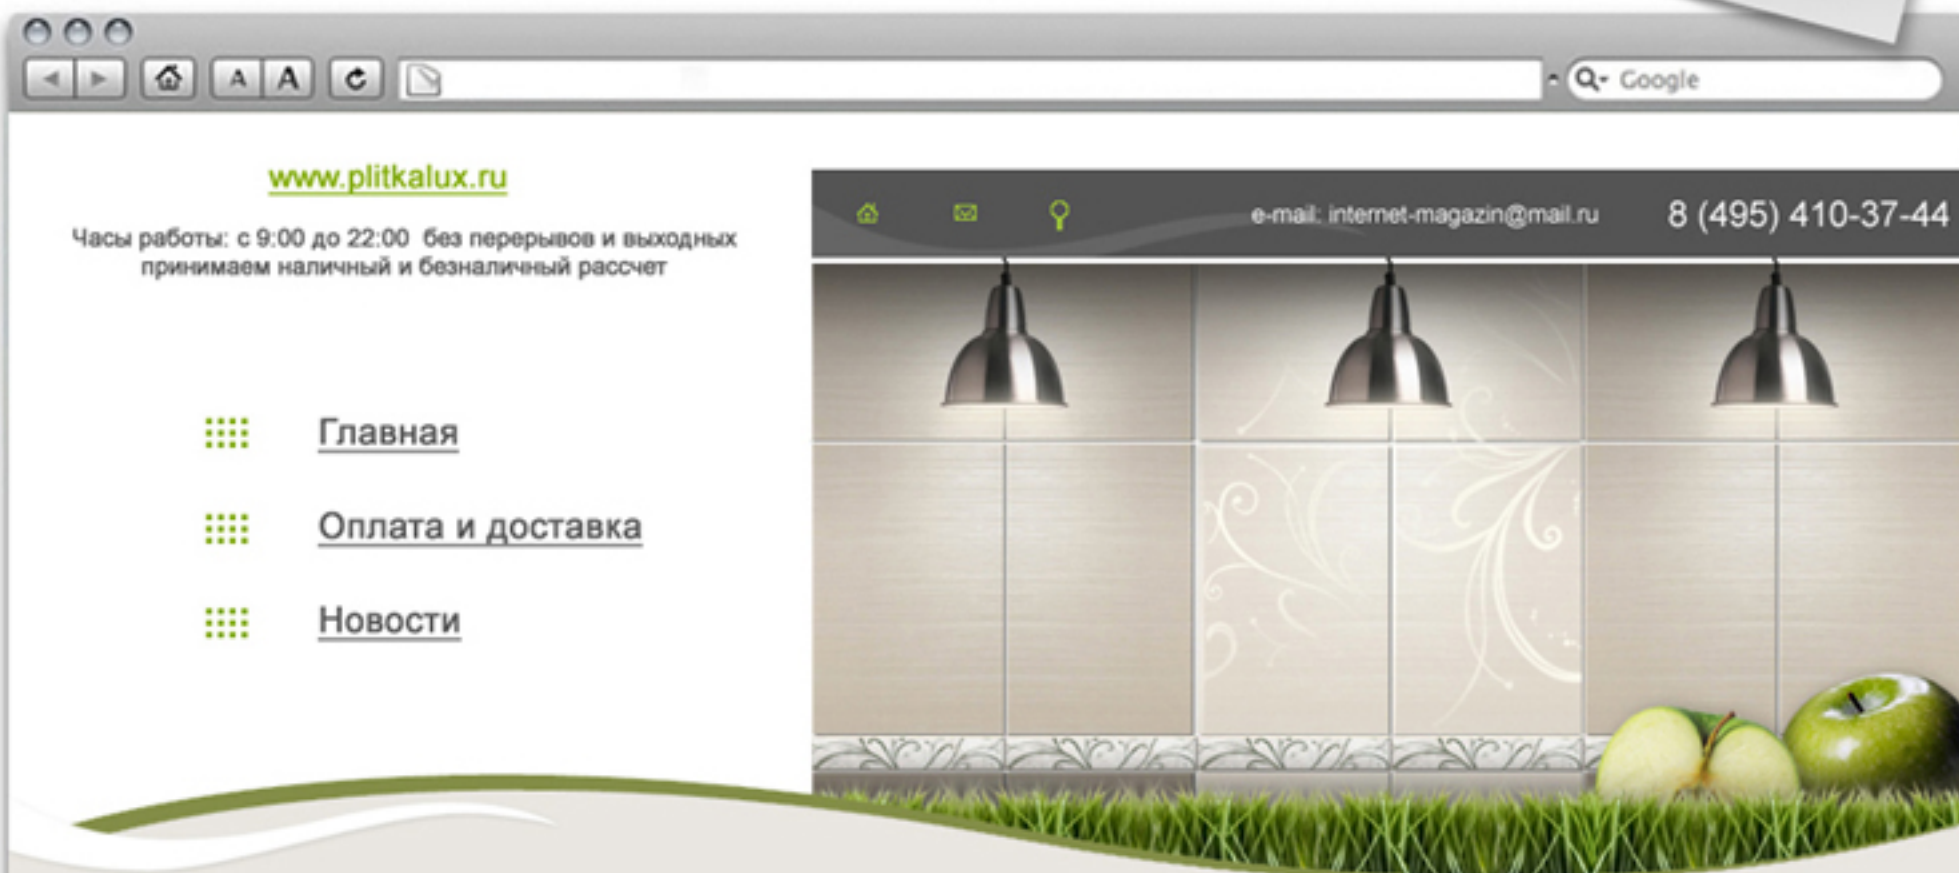 A A
Google
www.plitkalux.ru
Часы работы: с 9:00 до 22:00 без перерывов и выходных
принимаем наличный и безналичный рассчет
e-mail: internet-magazin@mail.ru
8 (495) 410-37-44
Главная
Оплата и доставка
Новости